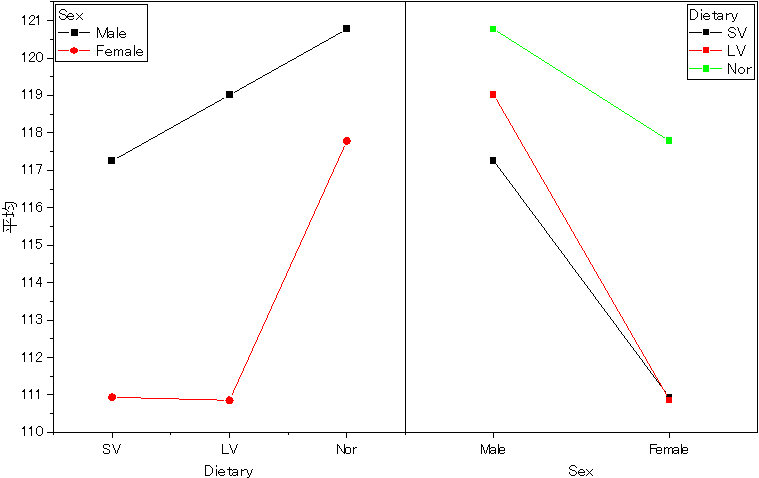 Sex
Male
Female
Dietary
SV
LV
Nor
平均
121
120
119
118
117
116
115
114
113
112
111
110
SV LV Nor
Male Female
Dietary
Sex